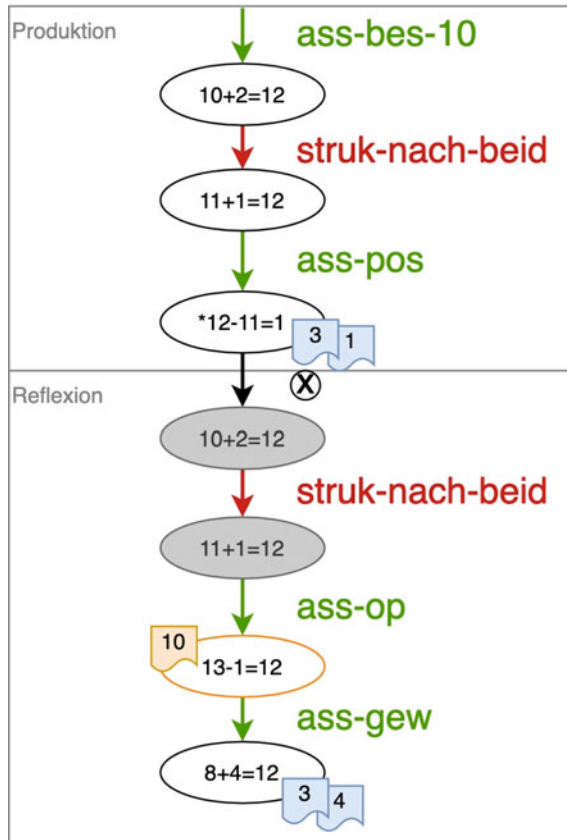 Produktion
ass-bes-10
10+2=12
struk-nach-beid
11+1=12
ass-pos
*12-11=1
3 1
X
Reflexion
10+2=12
struk-nach-beid
11+1=12
ass-op
10
13-1=12
ass-gew
8+4=12
3 4